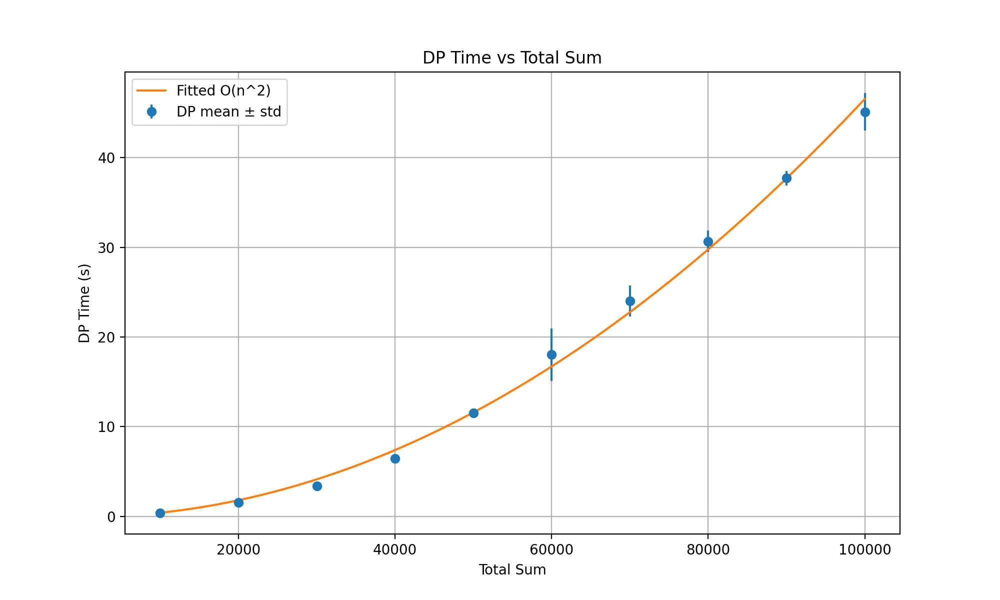 DP Time vs Total Sum
Fitted O(n^2)
DP mean ± std
40
30
20
10
0
DP Time (s)
20000 40000 60000 80000 100000
Total Sum